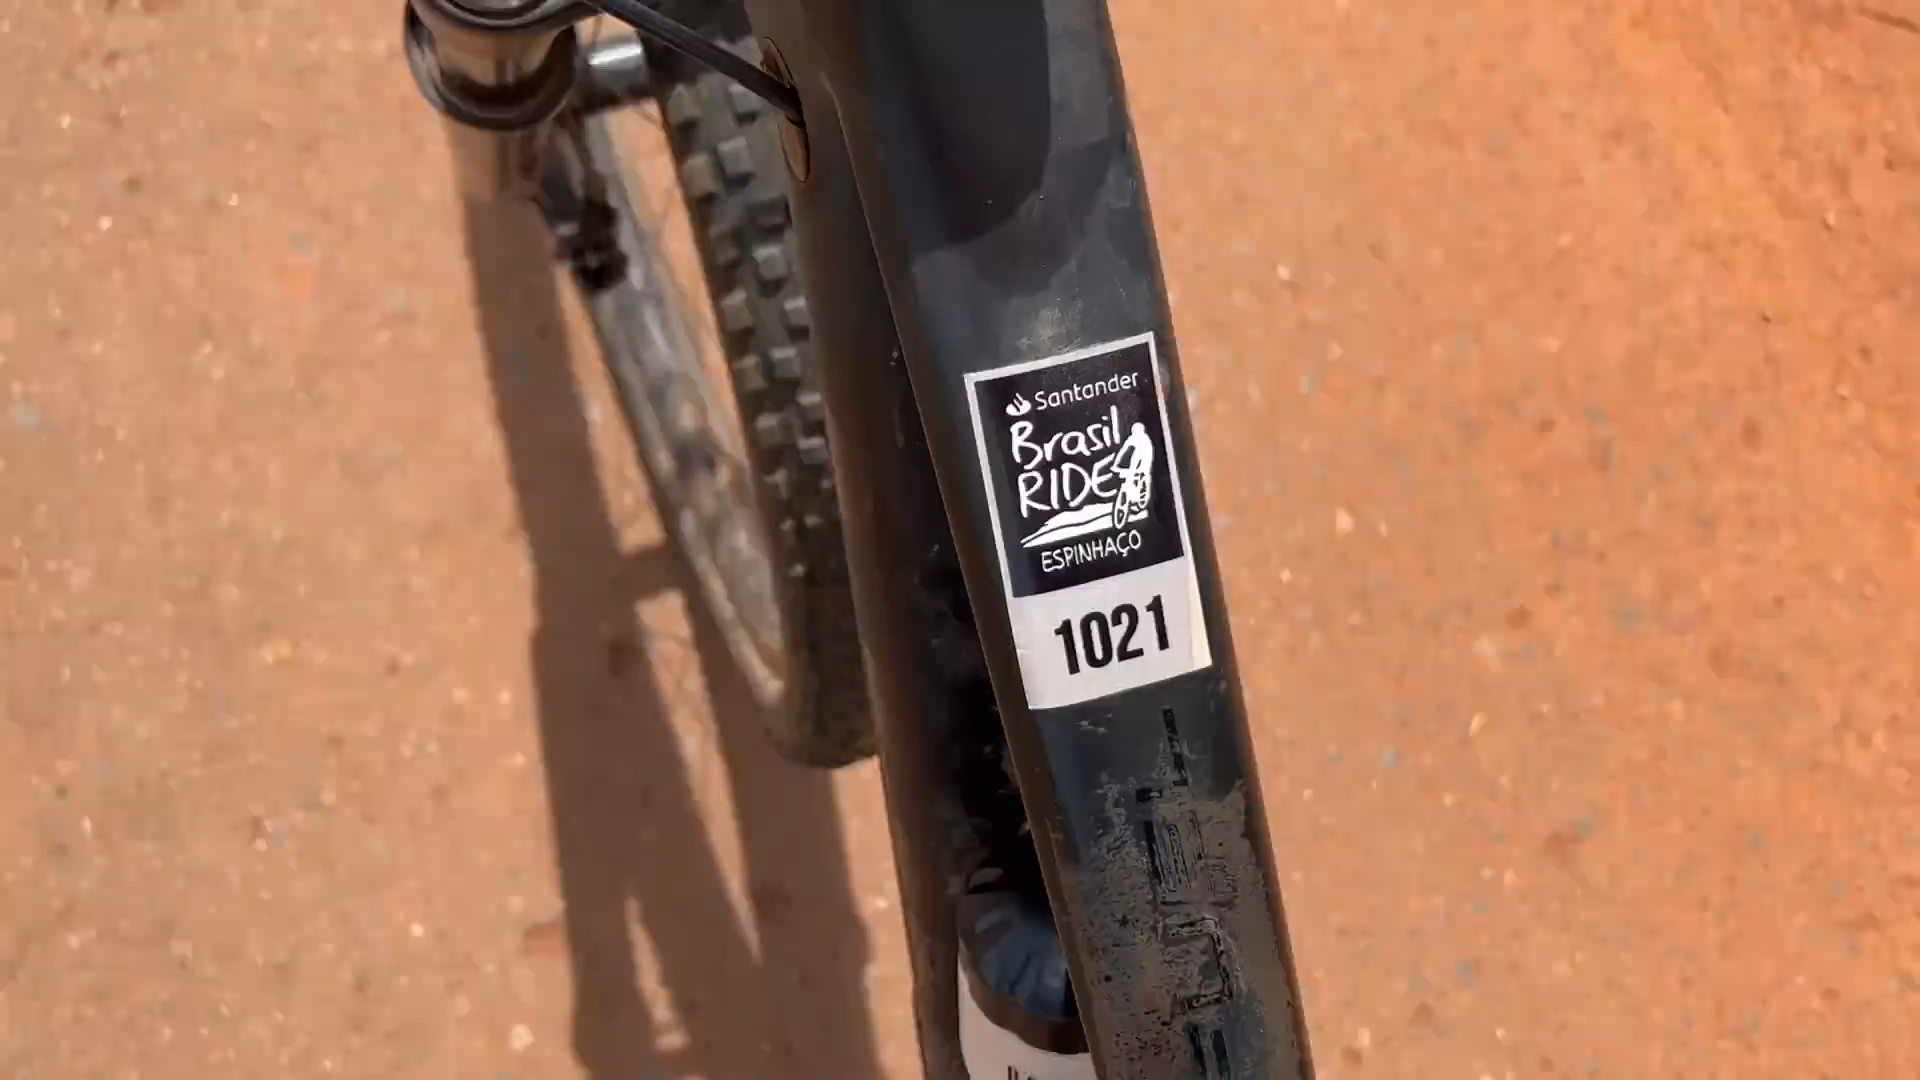 Santander
Brasil
RIDE
ESPINHAÇO
1021